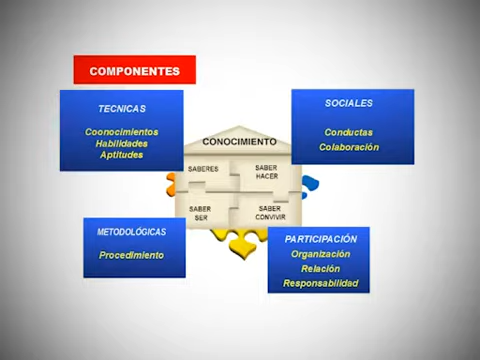 COMPONENTES
TECNICAS
Coonocimientos
Habilidades
Aptitudes
SOCIALES
Conductas
Colaboración
CONOCIMIENTO
SABERES
SABER
HACER
SABER
SER
SABER
CONVIVIR
METODOLÓGICAS
Procedimiento
PARTICIPACIÓN
Organización
Relación
Responsabilidad